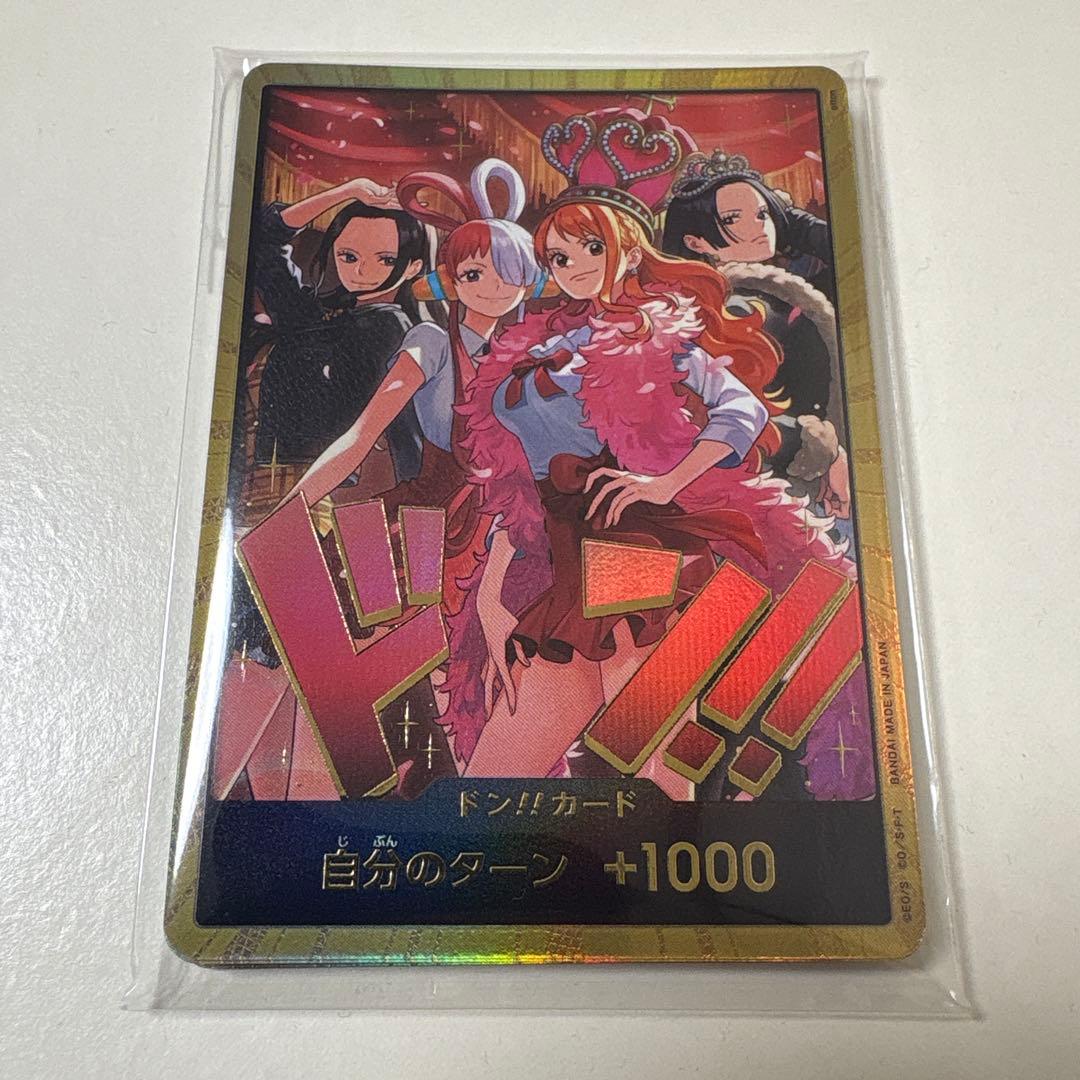 ドン!!
ドン!!カード
じ ぶん
自分のターン +1000
©EO/S ©O/S・F・T BANDAI MADE IN JAPAN